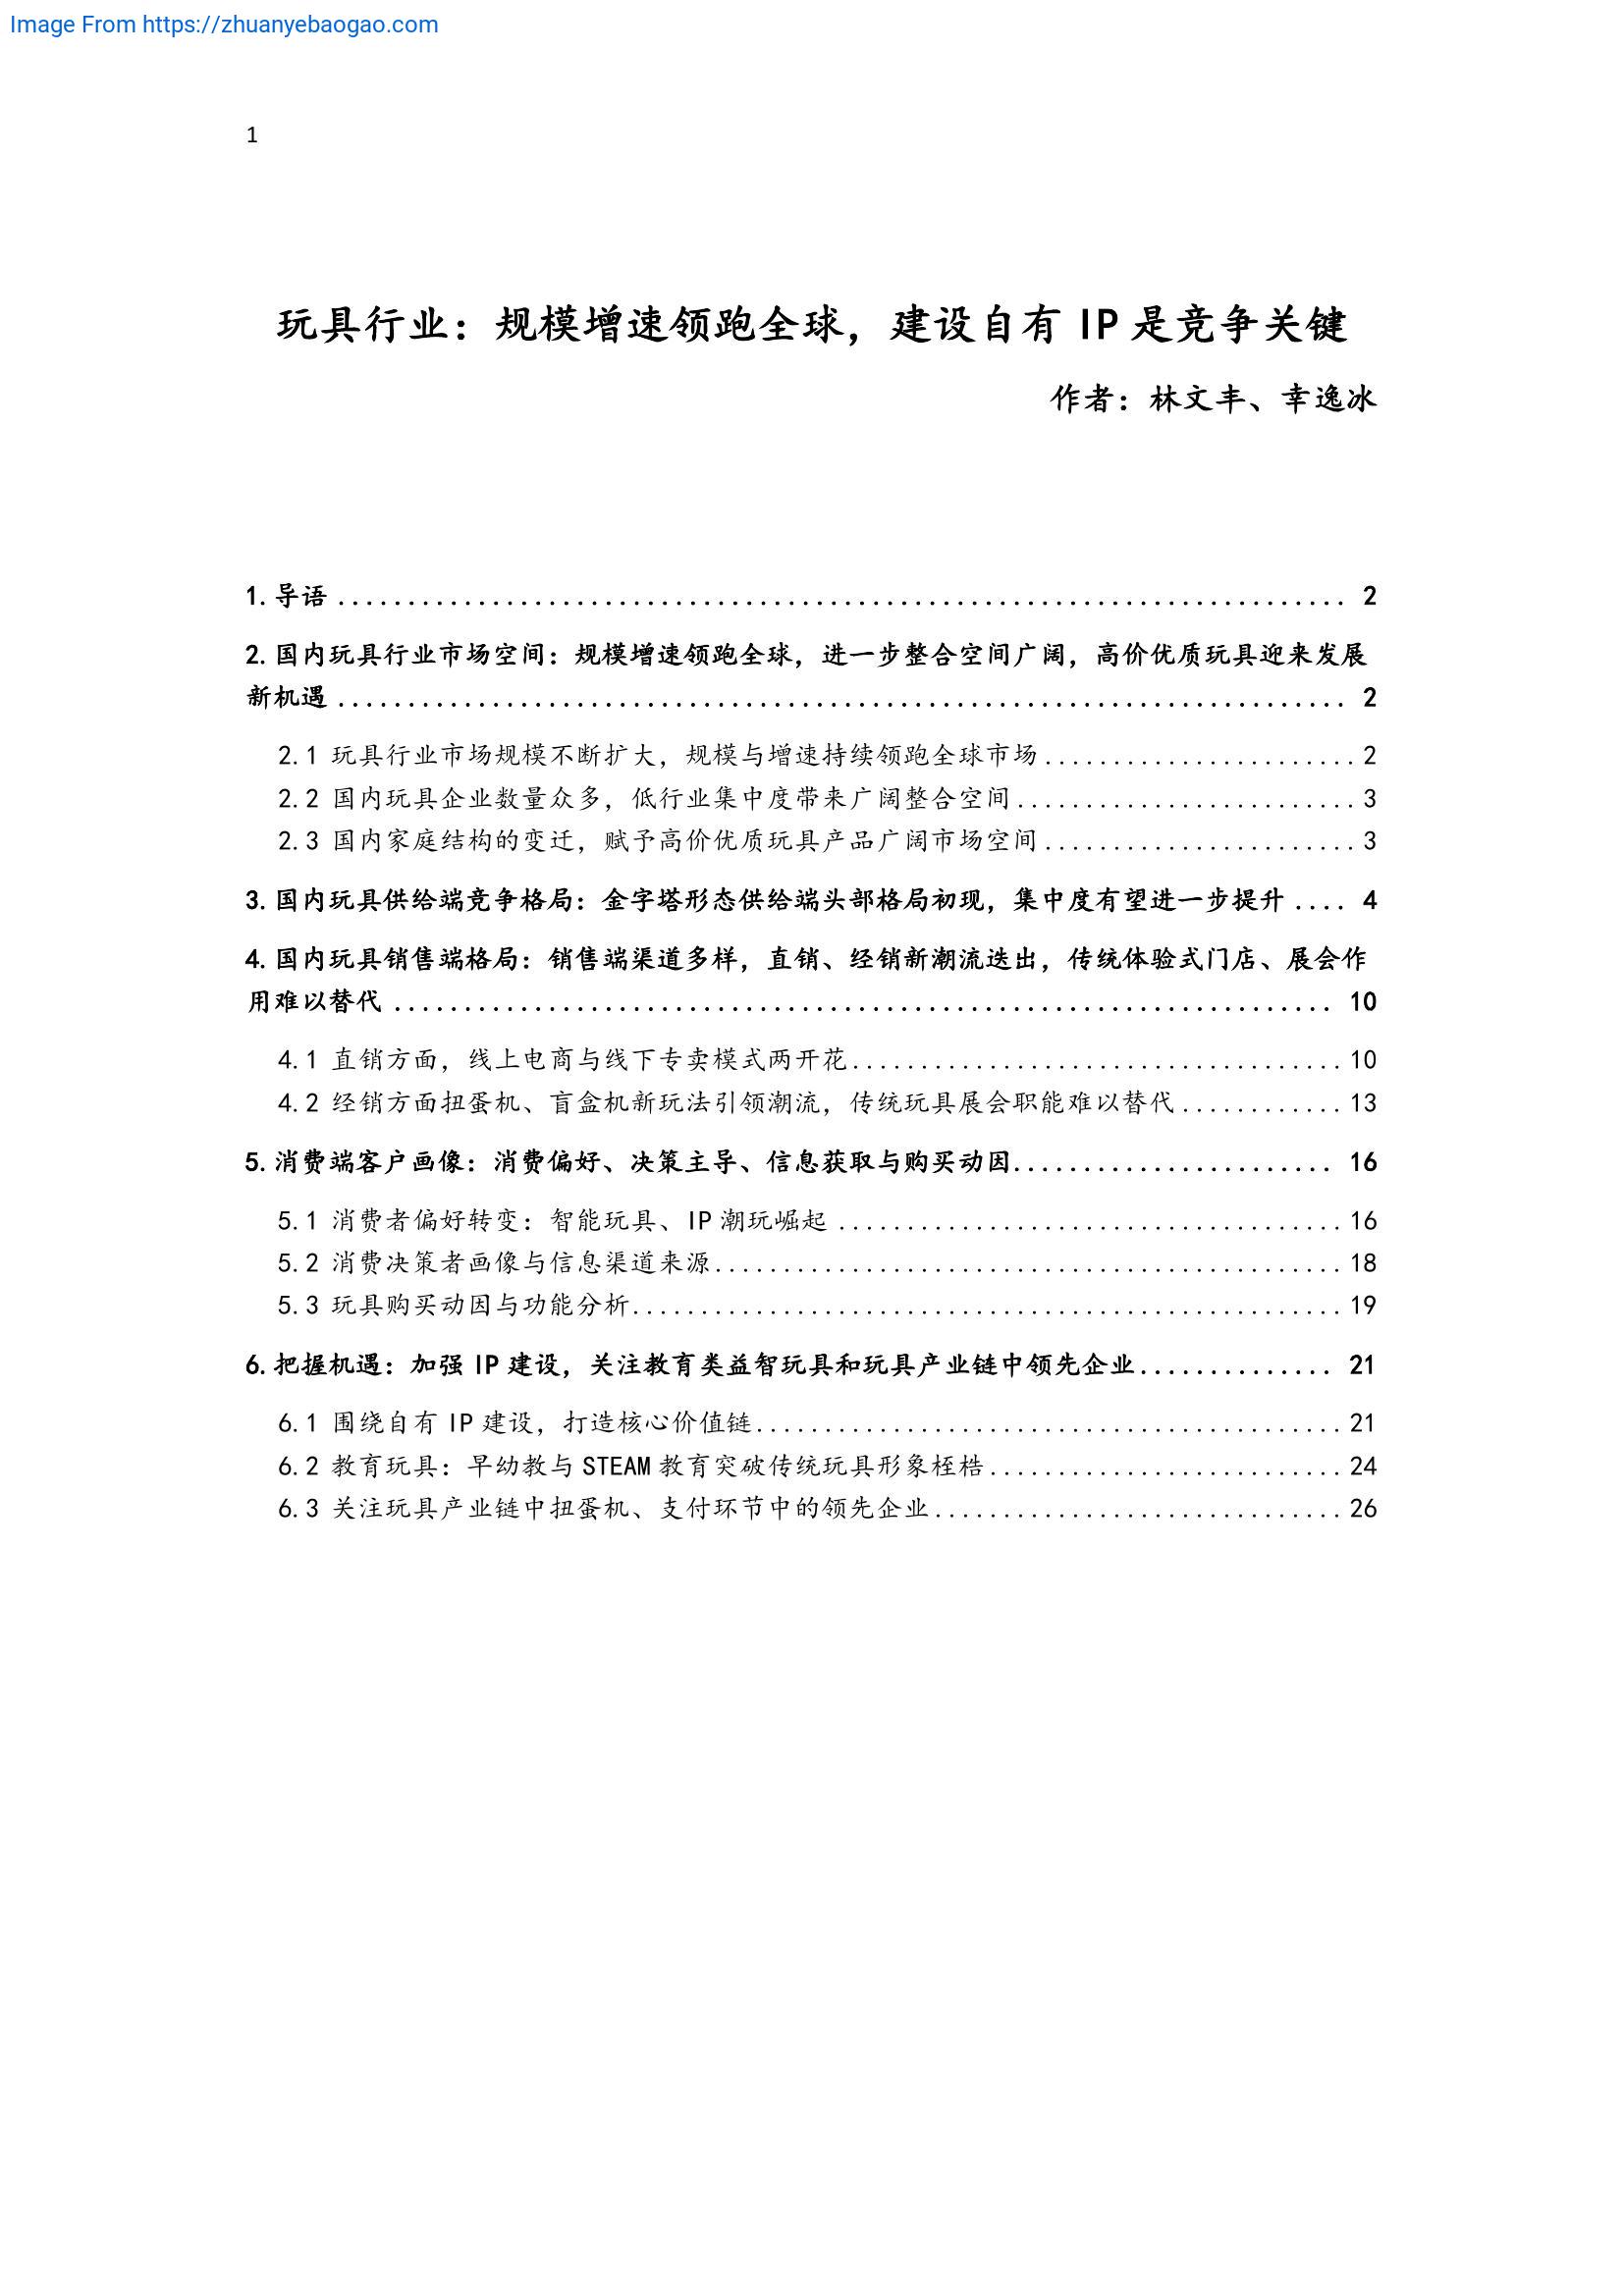 Image From https://zhuanyebaogao.com
1
玩具行业：规模增速领跑全球，建设自有 IP 是竞争关键
作者：林文丰、幸逸冰
1. 导语 ........................................................................ 2
2. 国内玩具行业市场空间：规模增速领跑全球，进一步整合空间广阔，高价优质玩具迎来发展
新机遇 ........................................................................ 2
2.1 玩具行业市场规模不断扩大，规模与增速持续领跑全球市场 ....................... 2
2.2 国内玩具企业数量众多，低行业集中度带来广阔整合空间 ......................... 3
2.3 国内家庭结构的变迁，赋予高价优质玩具产品广阔市场空间 ....................... 3
3. 国内玩具供给端竞争格局：金字塔形态供给端头部格局初现，集中度有望进一步提升 .... 4
4. 国内玩具销售端格局：销售端渠道多样，直销、经销新潮流迭出，传统体验式门店、展会作
用难以替代 ................................................................... 10
4.1 直销方面，线上电商与线下专卖模式两开花 .................................... 10
4.2 经销方面扭蛋机、盲盒机新玩法引领潮流，传统玩具展会职能难以替代 ............ 13
5. 消费端客户画像：消费偏好、决策主导、信息获取与购买动因 ....................... 16
5.1 消费者偏好转变：智能玩具、IP 潮玩崛起 ..................................... 16
5.2 消费决策者画像与信息渠道来源 .............................................. 18
5.3 玩具购买动因与功能分析 .................................................... 19
6. 把握机遇：加强 IP 建设，关注教育类益智玩具和玩具产业链中领先企业 .............. 21
6.1 围绕自有 IP 建设，打造核心价值链 ........................................... 21
6.2 教育玩具：早幼教与 STEAM 教育突破传统玩具形象桎梏 .......................... 24
6.3 关注玩具产业链中扭蛋机、支付环节中的领先企业 .............................. 26